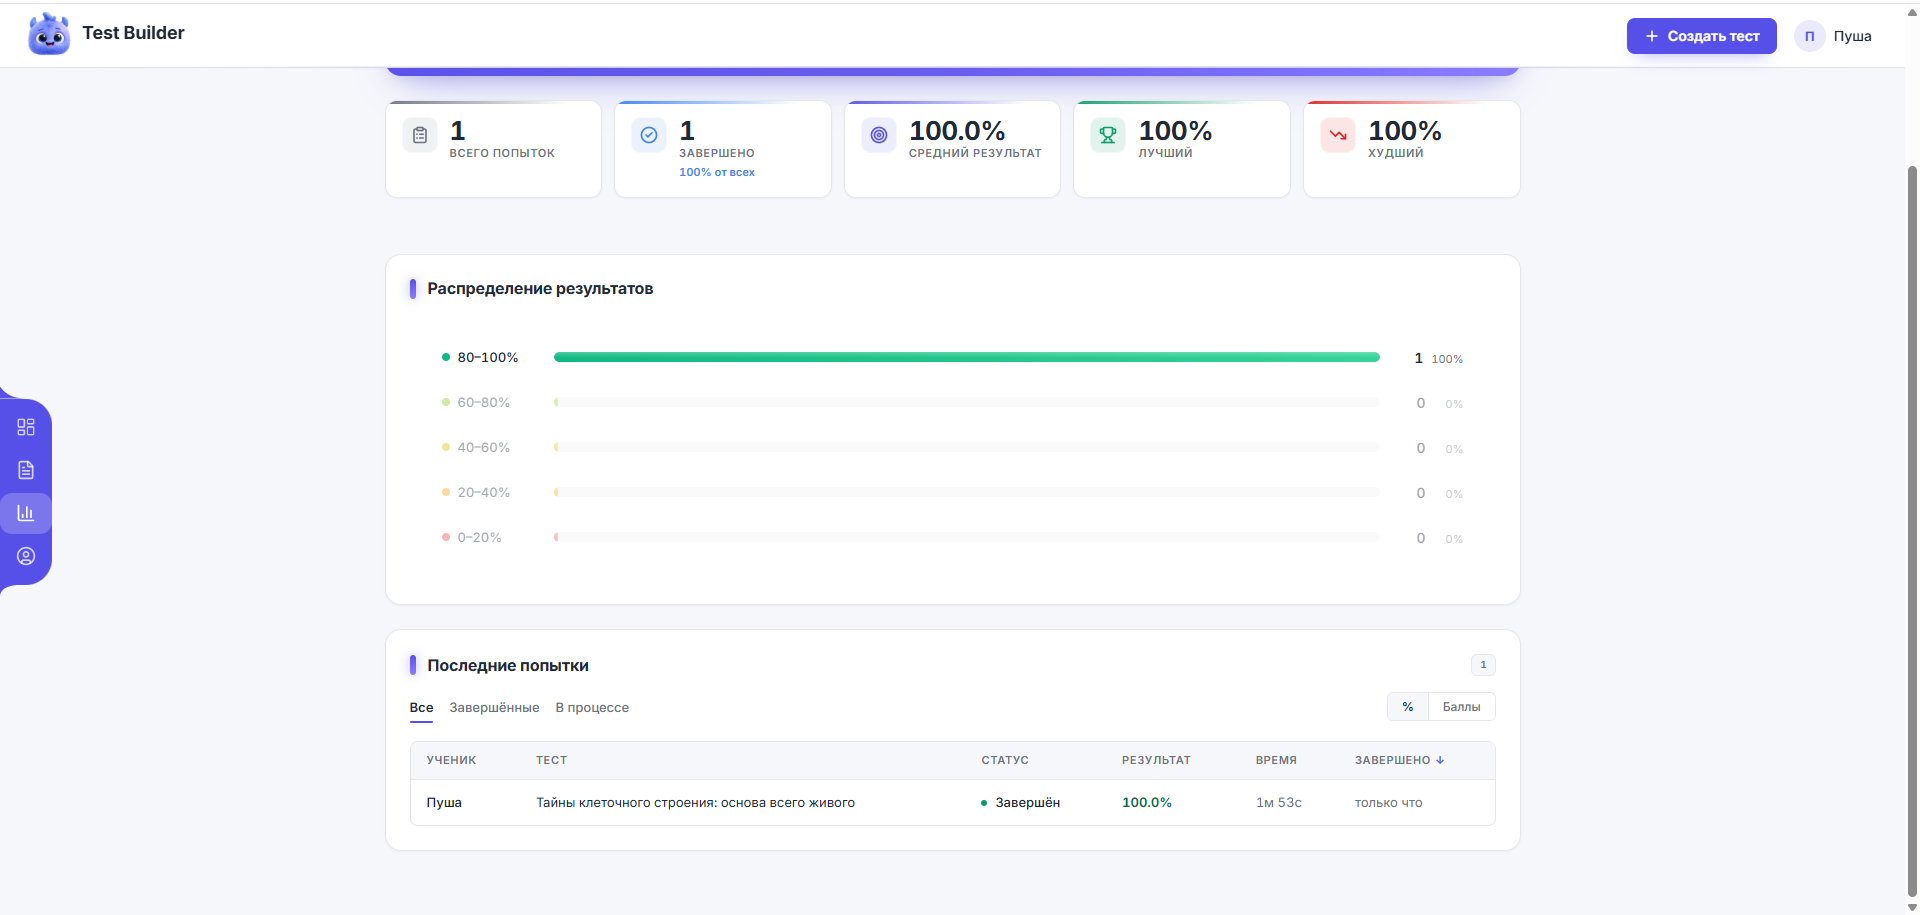 Test Builder
+ Создать тест
П Пуша
1
ВСЕГО ПОПЫТОК
1
ЗАВЕРШЕНО
100% от всех
100.0%
СРЕДНИЙ РЕЗУЛЬТАТ
100%
ЛУЧШИЙ
100%
ХУДШИЙ
Распределение результатов
80–100% 1 100%
60–80% 0 0%
40–60% 0 0%
20–40% 0 0%
0–20% 0 0%
Последние попытки 1
Все Завершённые В процессе % Баллы
УЧЕНИК ТЕСТ СТАТУС РЕЗУЛЬТАТ ВРЕМЯ ЗАВЕРШЕНО ↓
Пуша Тайны клеточного строения: основа всего живого Завершён 100.0% 1м 53с только что